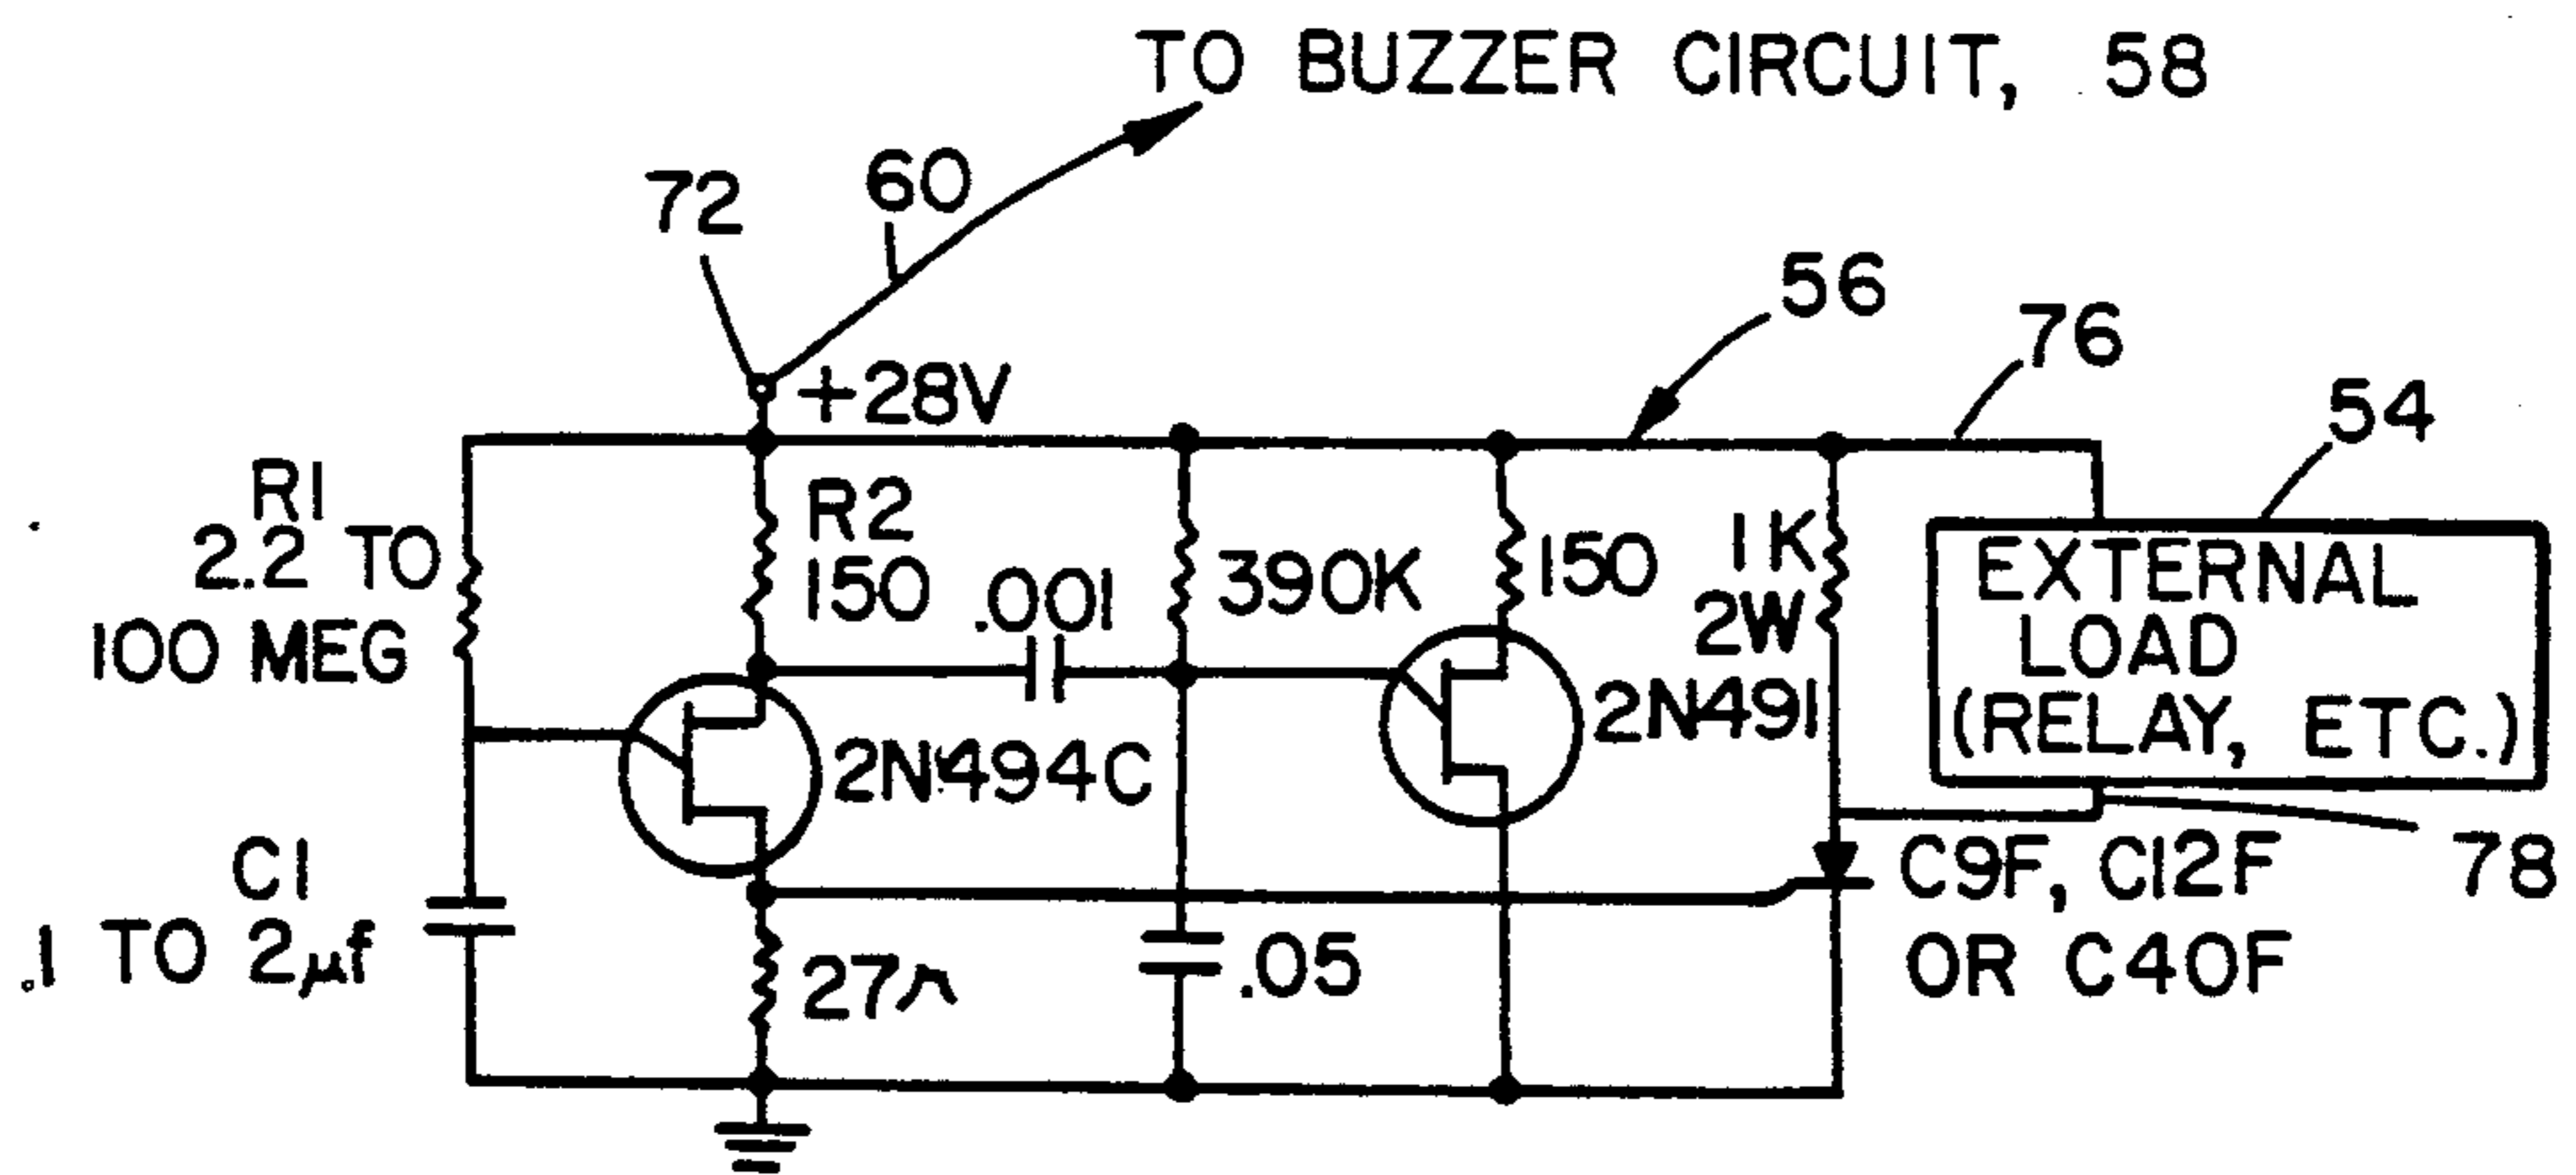 TO BUZZER CIRCUIT, 58
72
60
+28V
56
76
54
R1
2.2 TO
100 MEG
R2
150
.001
390K
150
1K
2W
EXTERNAL
LOAD
(RELAY, ETC.)
2N494C
2N491
C1
.1 TO 2μf
27
.05
C9F, C12F
OR C40F
78